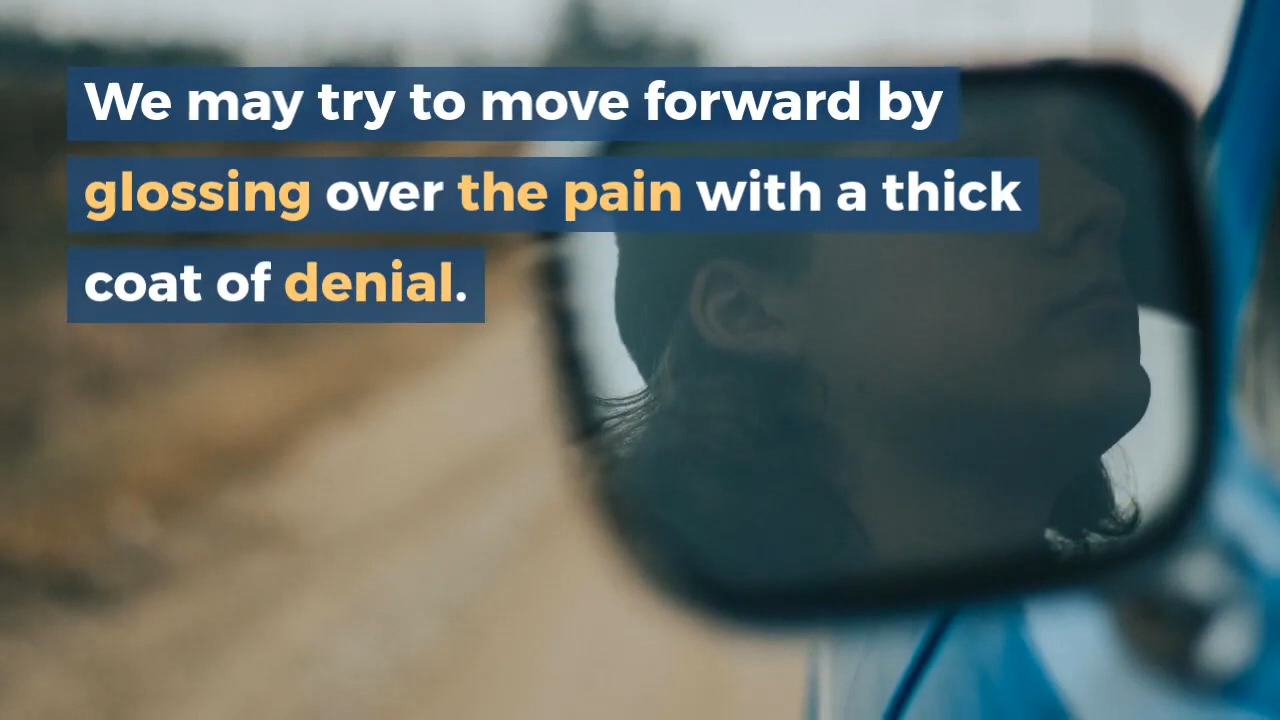 We may try to move forward by
glossing over the pain with a thick
coat of denial.